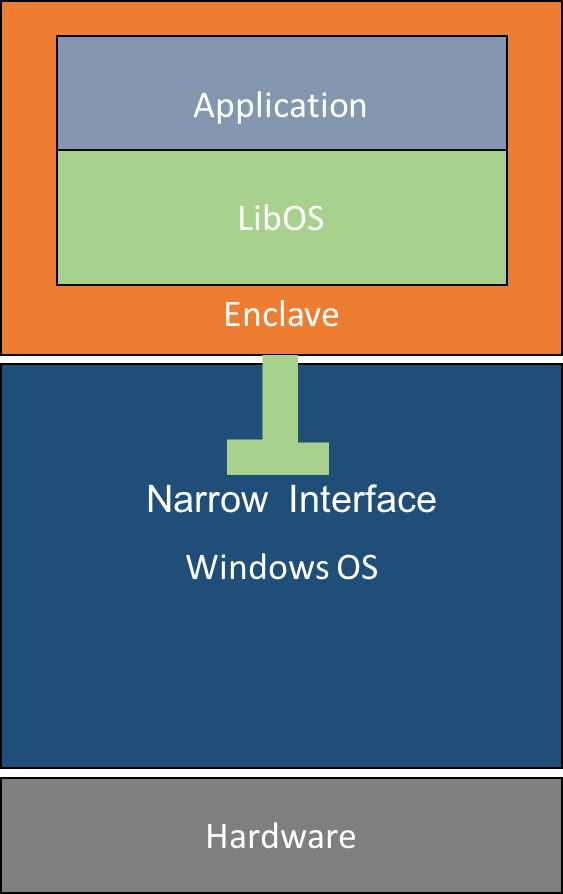 Application
LibOS
Enclave
Narrow Interface
Windows OS
Hardware